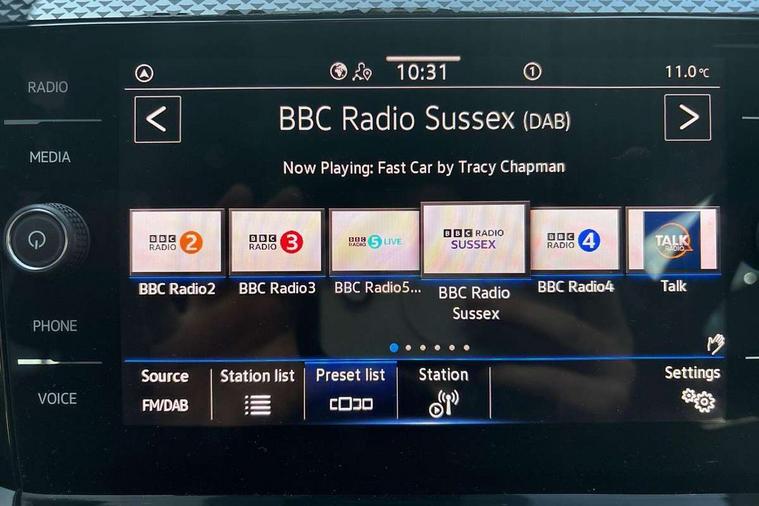 RADIO
MEDIA
PHONE
VOICE
10:31
1
11.0°C
<
BBC Radio Sussex (DAB)
>
Now Playing: Fast Car by Tracy Chapman
BBC RADIO 2
BBC RADIO 3
BBC RADIO 5 LIVE
BBC RADIO SUSSEX
BBC RADIO 4
TALK RADIO
BBC Radio2
BBC Radio3
BBC Radio5...
BBC Radio
Sussex
BBC Radio4
Talk
Source
Station list
Preset list
Station
Settings
FM/DAB